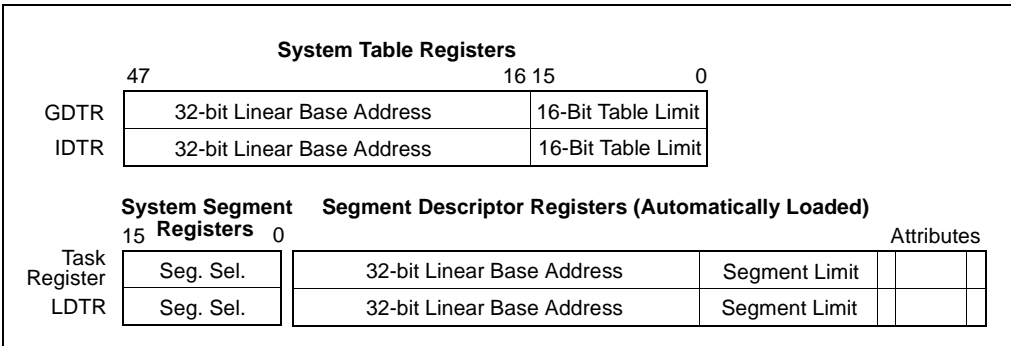 System Table Registers
47 16 15 0
GDTR 32-bit Linear Base Address 16-Bit Table Limit
IDTR 32-bit Linear Base Address 16-Bit Table Limit
System Segment Segment Descriptor Registers (Automatically Loaded)
15 Registers 0 Attributes
Task
Register Seg. Sel. 32-bit Linear Base Address Segment Limit
LDTR Seg. Sel. 32-bit Linear Base Address Segment Limit